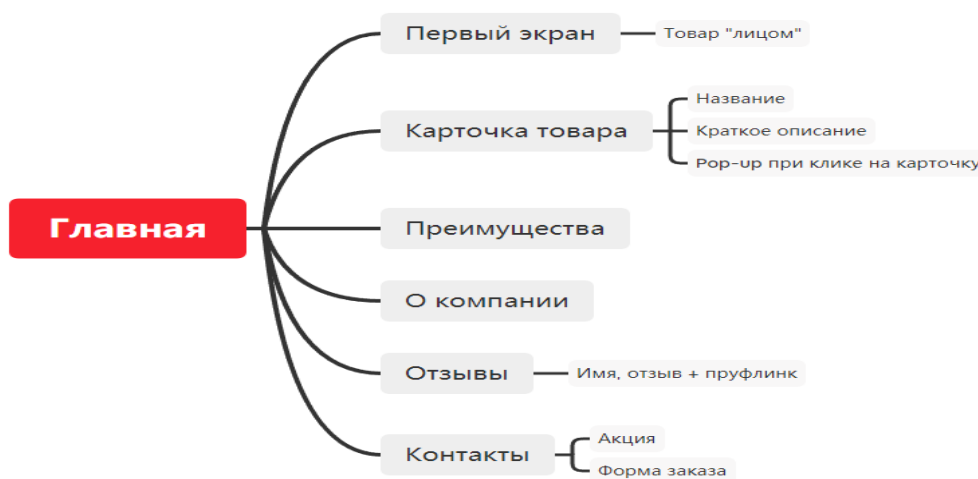 Первый экран
Товар "лицом"
Название
Карточка товара
Краткое описание
Pop-up при клике на карточку
Главная
Преимущества
О компании
Отзывы
Имя, отзыв + пруфлинк
Акция
Контакты
Форма заказа